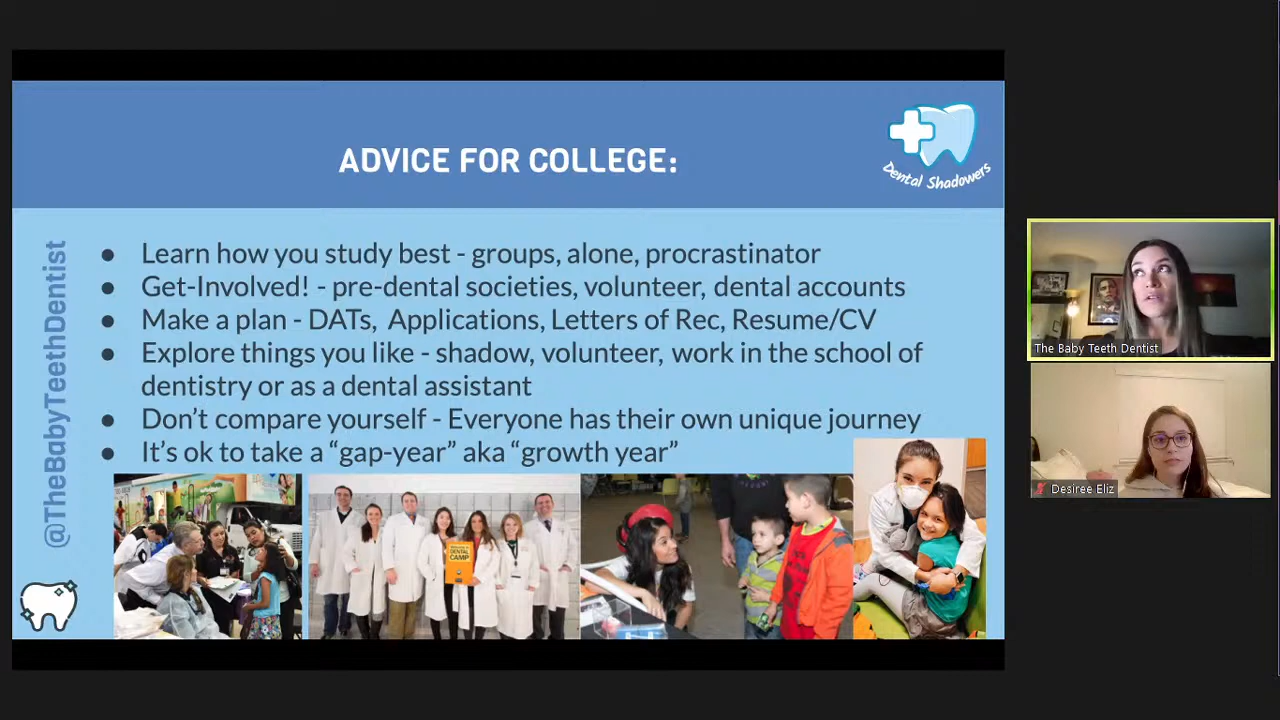 ADVICE FOR COLLEGE:
Dental Shadowers
@TheBabyTeethDentist
● Learn how you study best - groups, alone, procrastinator
● Get-Involved! - pre-dental societies, volunteer, dental accounts
● Make a plan - DATs, Applications, Letters of Rec, Resume/CV
● Explore things you like - shadow, volunteer, work in the school of
dentistry or as a dental assistant
● Don't compare yourself - Everyone has their own unique journey
● It's ok to take a “gap-year” aka “growth year”
DENTAL
CAMP
The Baby Teeth Dentist
Desiree Eliz